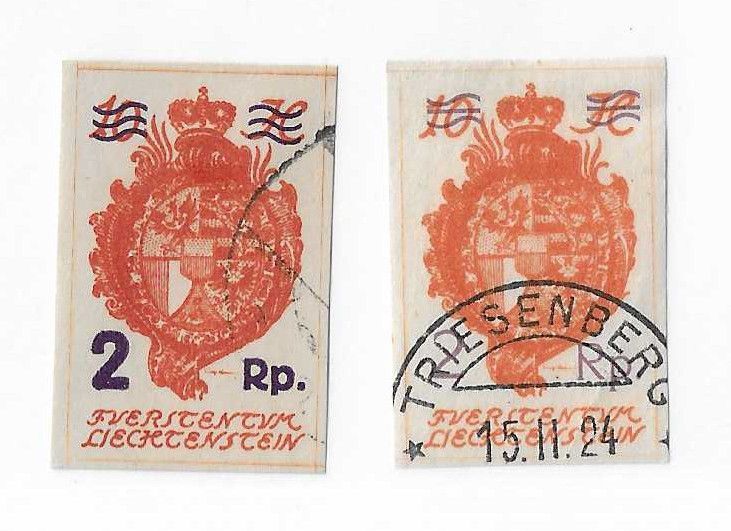 10 H
2 Rp.
FVERSTENTVM
LIECHTENSTEIN
10 H
Rp
FVERSTENTVM
LIECHTENSTEIN
TRIESENBERG
15.II.24